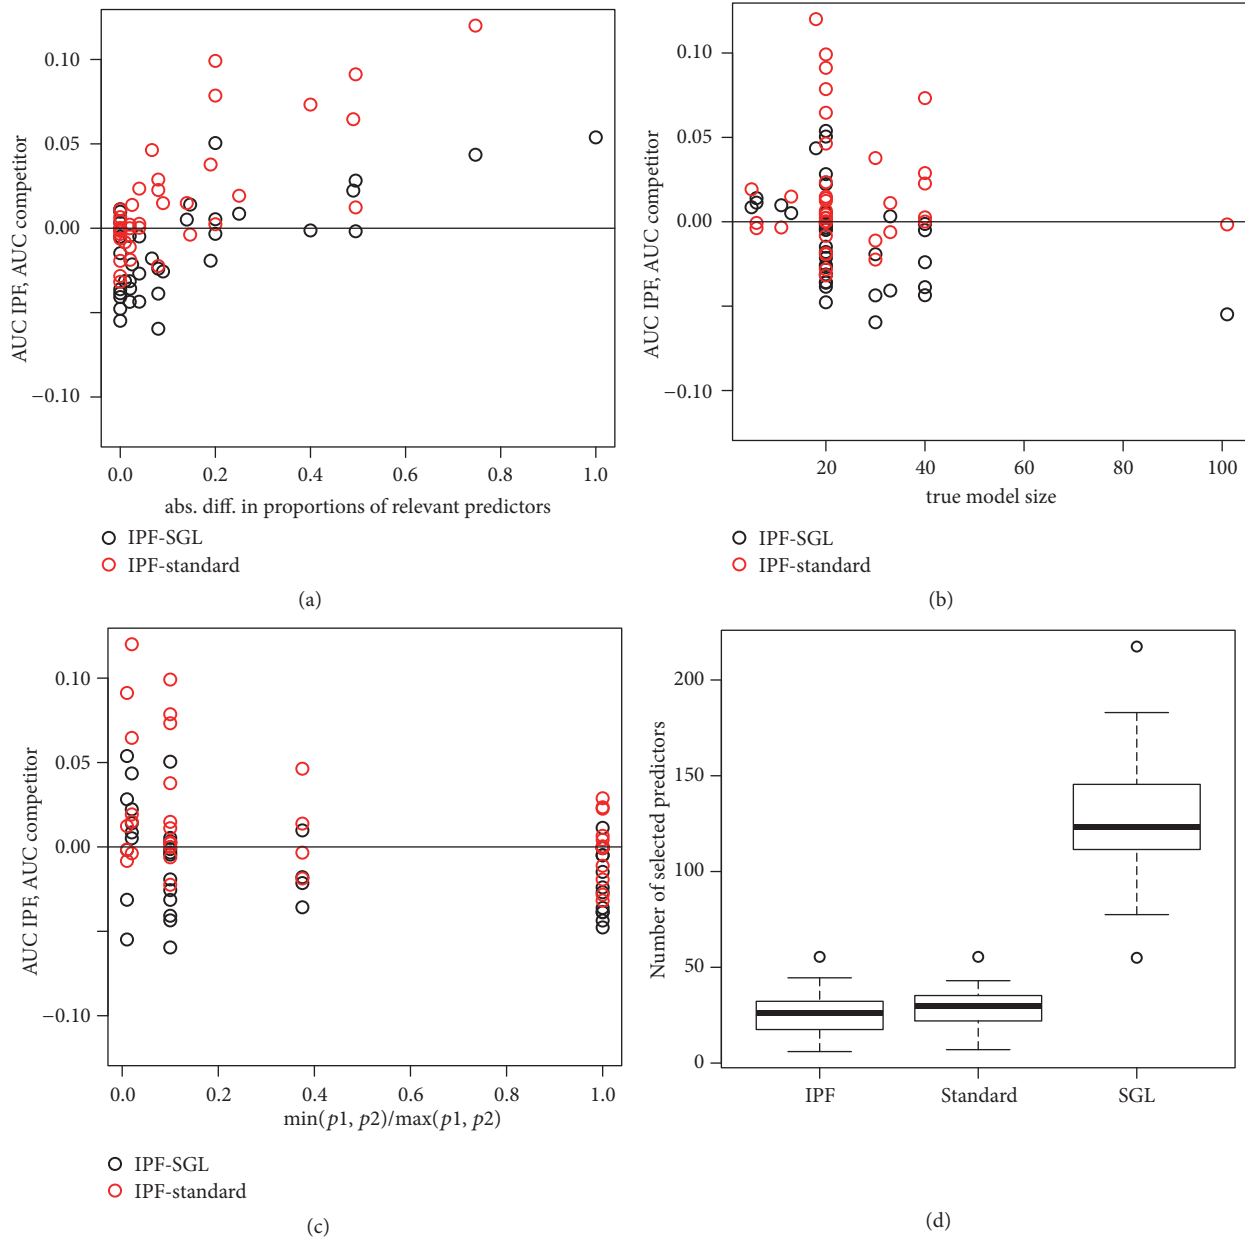 0.10
0.05
0.00
−0.10
AUC IPF, AUC competitor
0.0 0.2 0.4 0.6 0.8 1.0
abs. diff. in proportions of relevant predictors
IPF-SGL
IPF-standard
(a)
0.10
0.05
0.00
−0.10
AUC IPF, AUC competitor
20 40 60 80 100
true model size
IPF-SGL
IPF-standard
(b)
0.10
0.05
0.00
−0.10
AUC IPF, AUC competitor
0.0 0.2 0.4 0.6 0.8 1.0
min(p1, p2)/max(p1, p2)
IPF-SGL
IPF-standard
(c)
200
150
100
50
0
Number of selected predictors
IPF Standard SGL
(d)